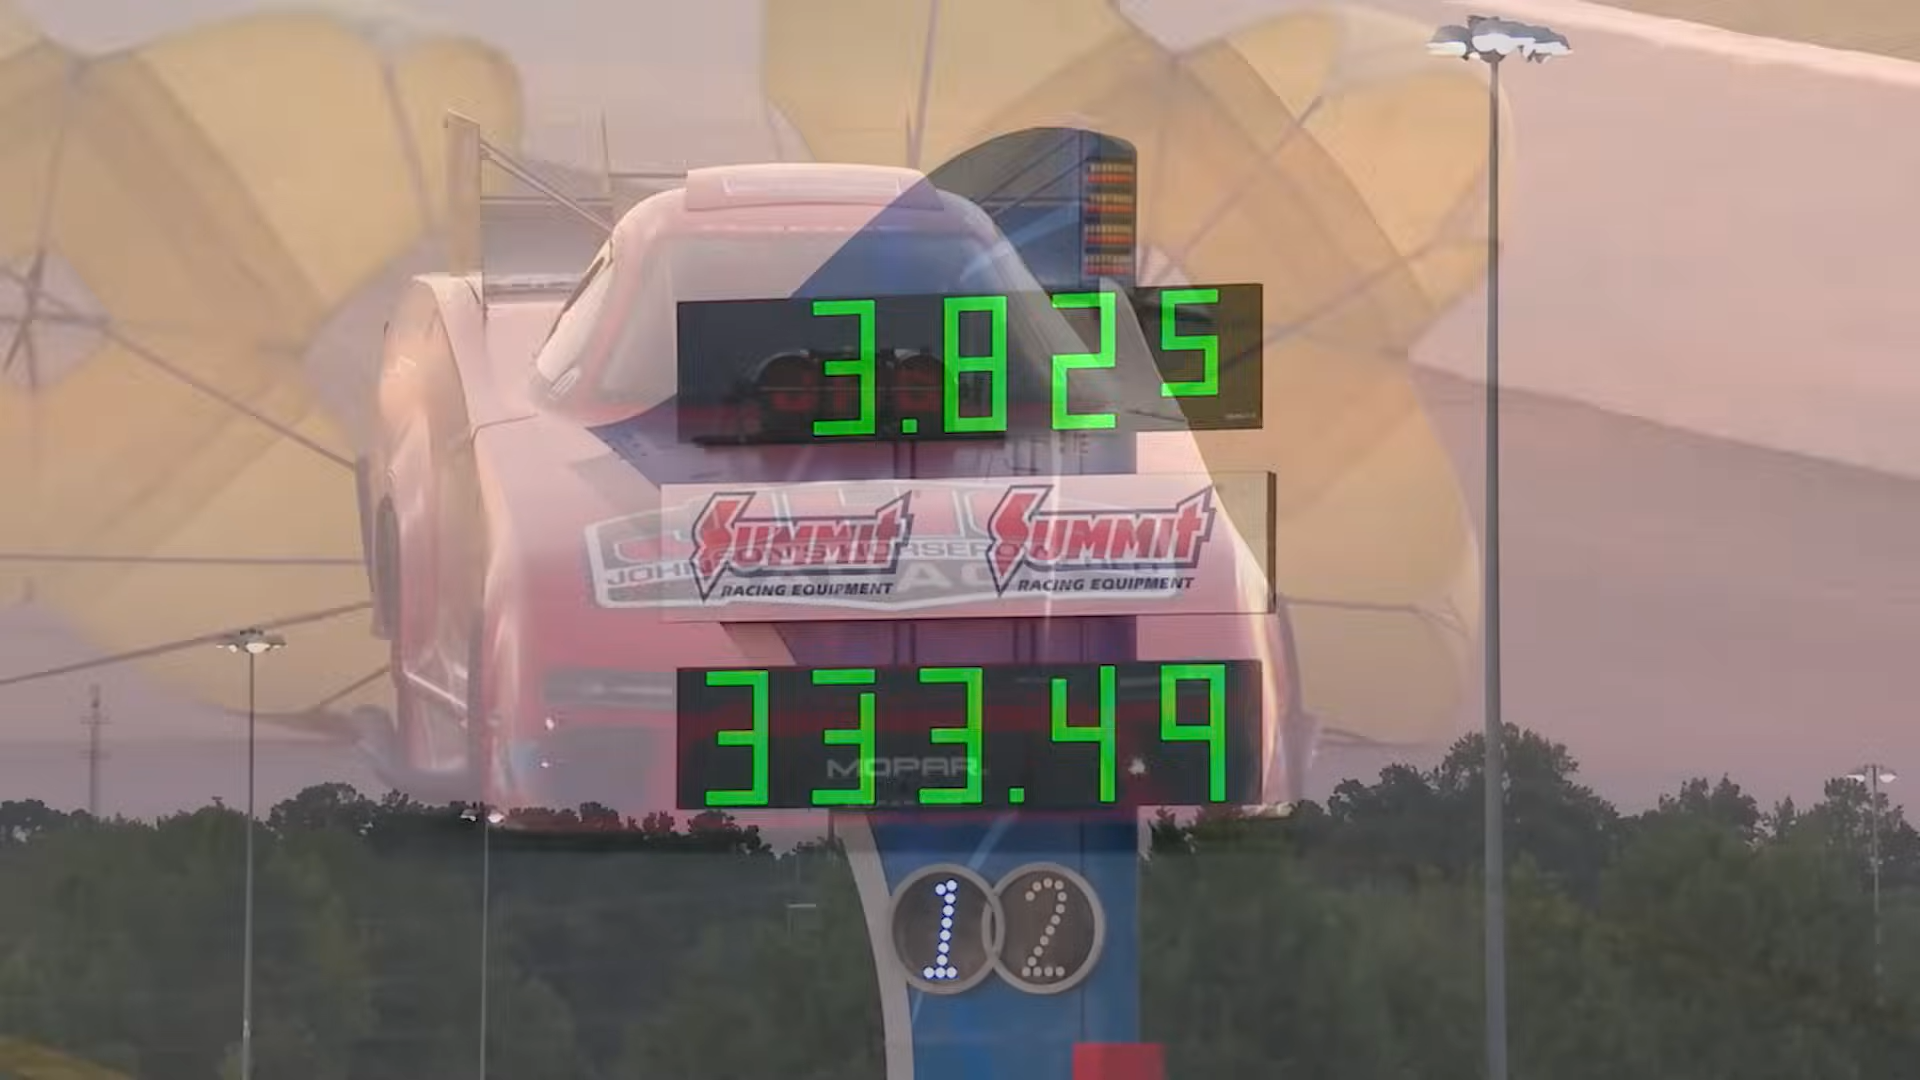 3.825
SUMMIT SUMMIT
RACING EQUIPMENT RACING EQUIPMENT
333.49
MOPAR
1 2